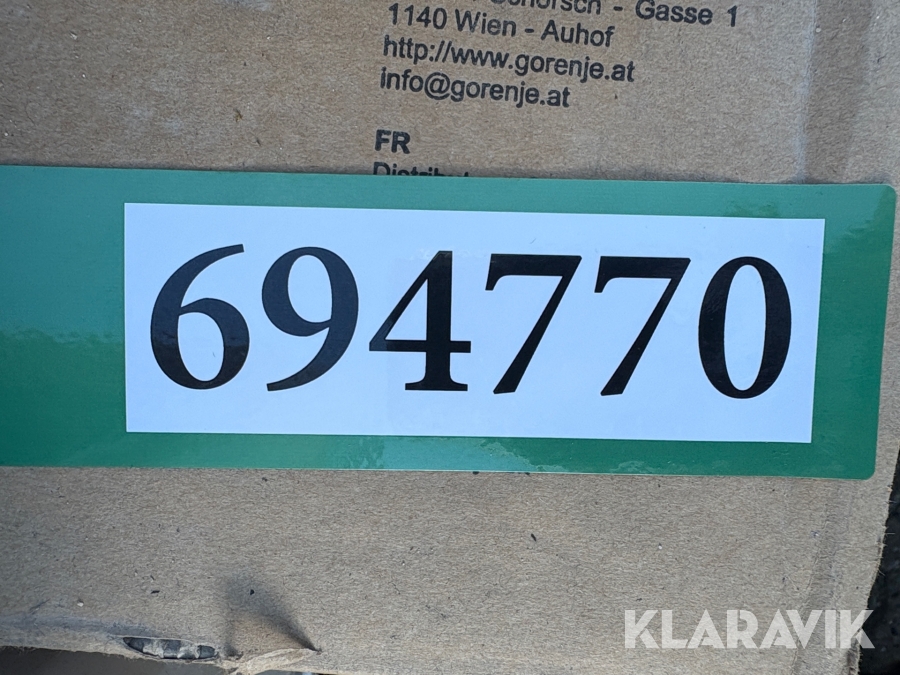 - Gasse 1
1140 Wien - Auhof
http://www.gorenje.at
info@gorenje.at
FR
694770
KLARAVIK